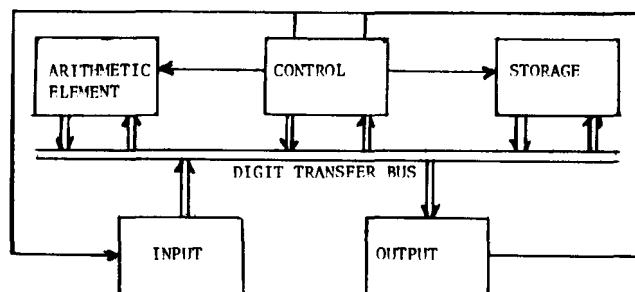 ARITHMETIC
ELEMENT
CONTROL
STORAGE
DIGIT TRANSFER BUS
INPUT
OUTPUT